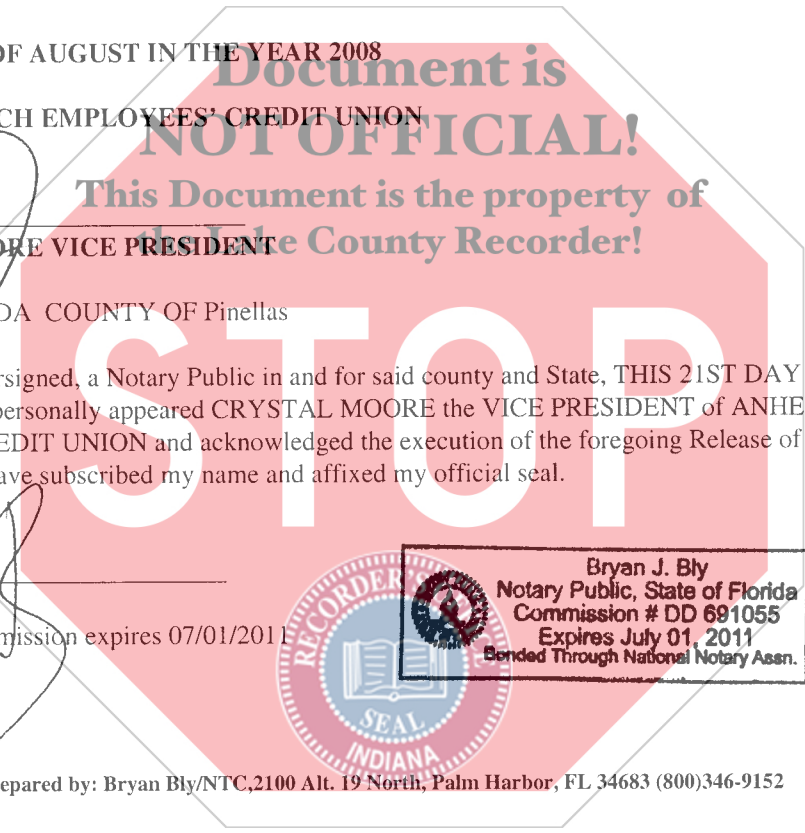 OF AUGUST IN THE YEAR 2008
Document is
CH EMPLOYEES' CREDIT UNION
NOT OFFICIAL!
This Document is the property of
the Lake County Recorder!
ORE VICE PRESIDENT
DA COUNTY OF Pinellas
STOP
rsigned, a Notary Public in and for said county and State, THIS 21ST DAY
personally appeared CRYSTAL MOORE the VICE PRESIDENT of ANHE
EDIT UNION and acknowledged the execution of the foregoing Release of
ave subscribed my name and affixed my official seal.
Bryan J. Bly
Notary Public, State of Florida
Commission # DD 691055
Expires July 01, 2011
Bonded Through National Notary Assn.
mission expires 07/01/2011
RECORDER'S
SEAL
INDIANA
epared by: Bryan Bly/NTC,2100 Alt. 19 North, Palm Harbor, FL 34683 (800)346-9152